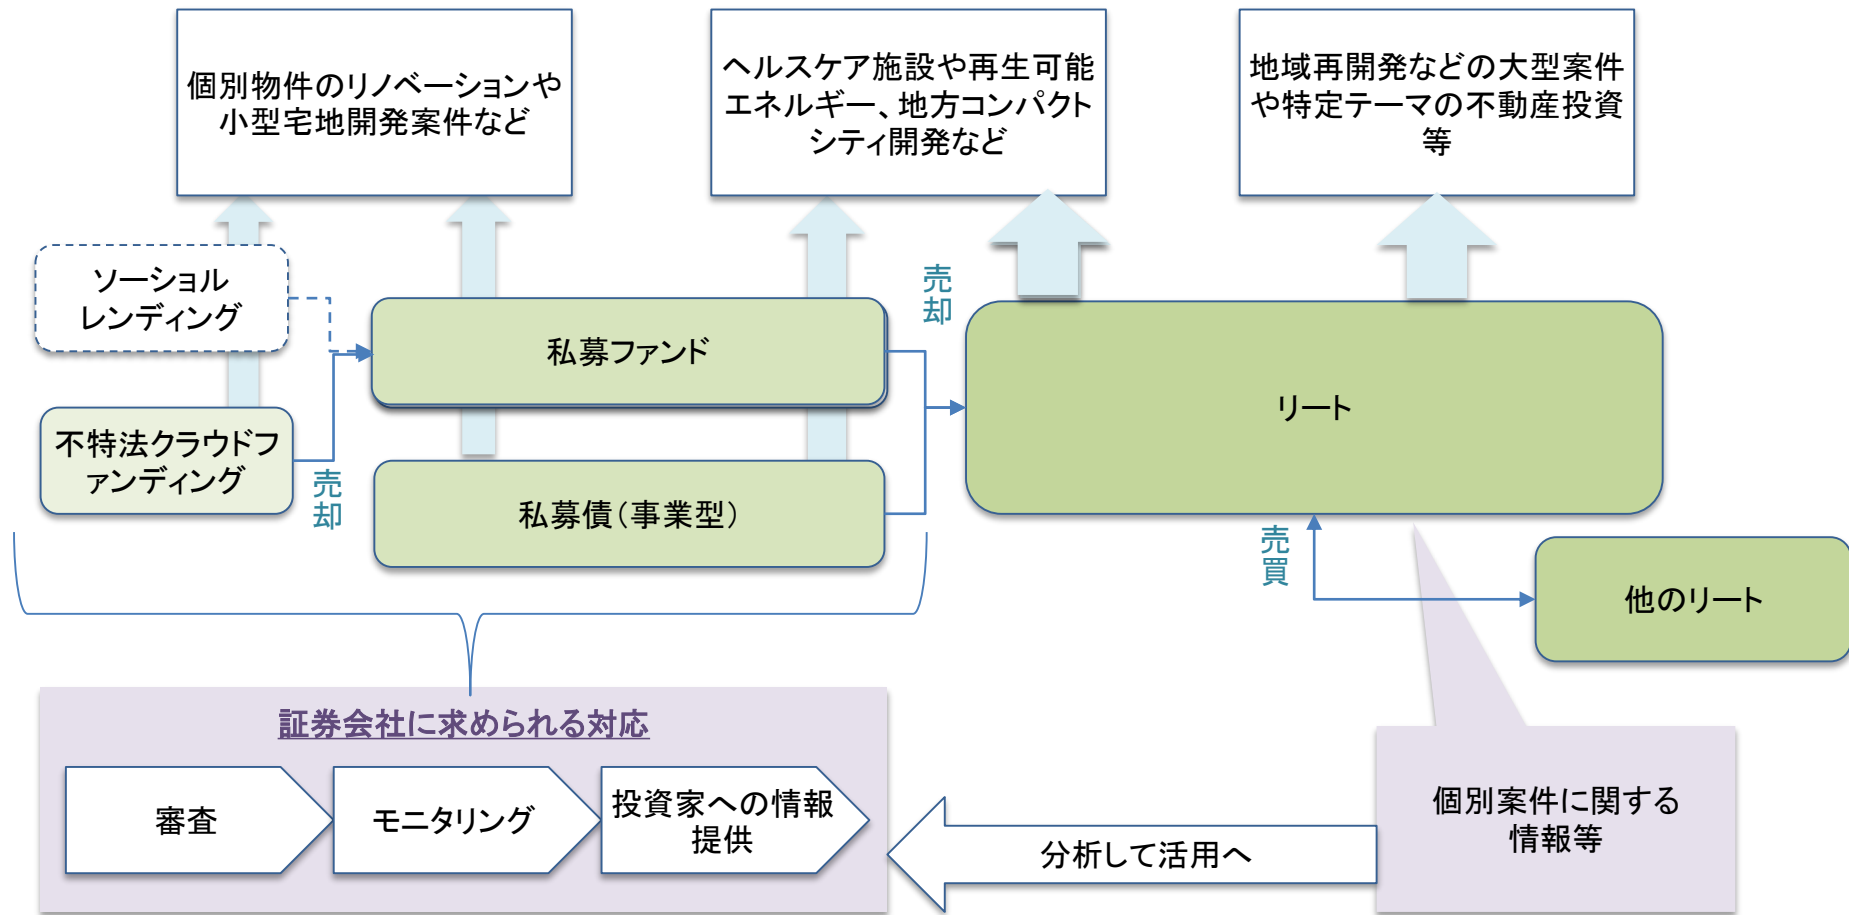 個別物件のリノベーションや
小型宅地開発案件など
ヘルスケア施設や再生可能
エネルギー、地方コンパクト
シティ開発など
地域再開発などの大型案件
や特定テーマの不動産投資
等
ソーショル
レンディング
私募ファンド
売
却
リート
不特法クラウドフ
ァンディング
売
却
私募債（事業型）
売
買
他のリート
証券会社に求められる対応
審査
モニタリング
投資家への情報
提供
分析して活用へ
個別案件に関する
情報等